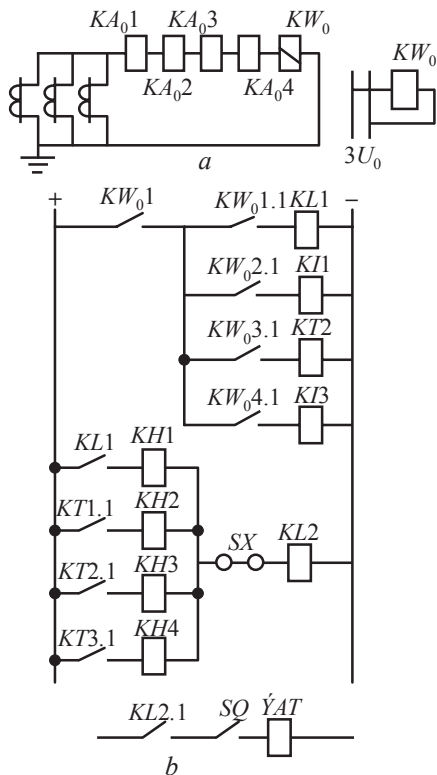 KA₀1 KA₀3 KW₀
KA₀2 KA₀4
a
KW₀
3U₀
+ −
KW₀1 KW₀1.1 KL1
KW₀2.1 KI1
KW₀3.1 KT2
KW₀4.1 KI3
KL1 KH1
KT1.1 KH2
SX KL2
KT2.1 KH3
KT3.1 KH4
KL2.1 SQ ÝAT
b